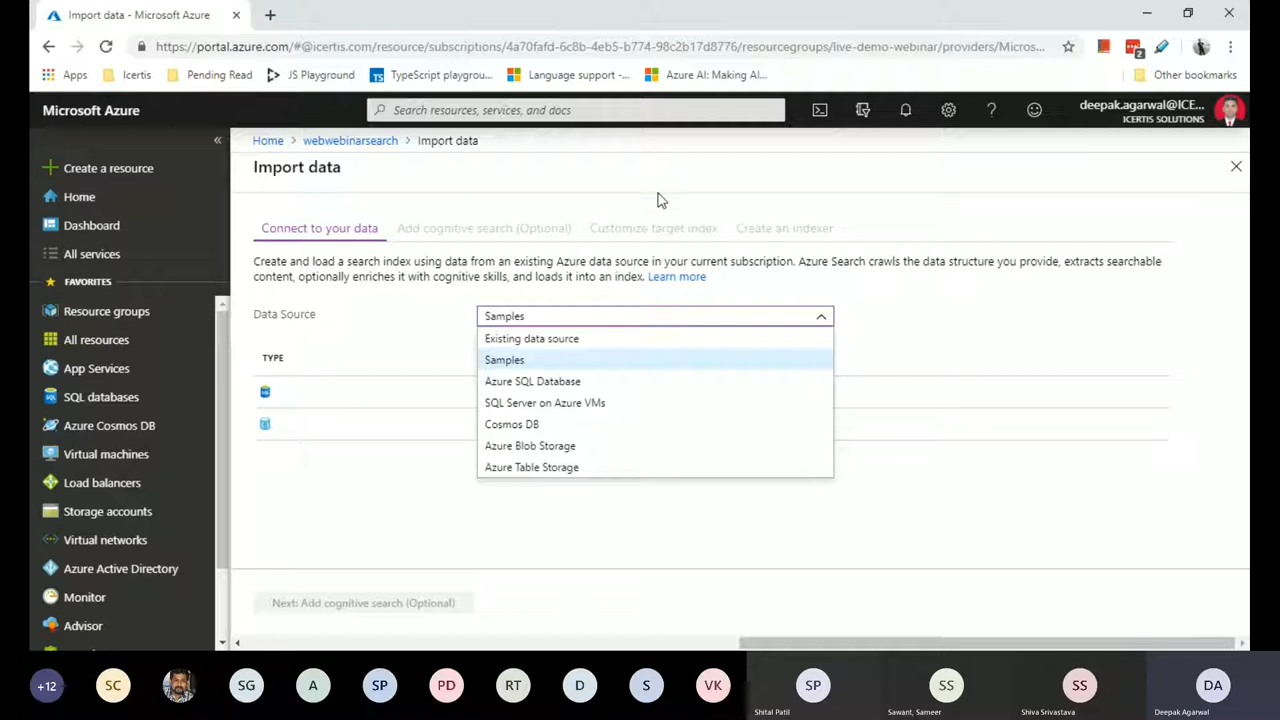 Import data - Microsoft Azure
https://portal.azure.com/#@icertis.com/resource/subscriptions/4a70fafd-6c8b-4eb5-b774-98c2b17d8776/resourcegroups/live-demo-webinar/providers/Micros...
2
Apps
Icertis
Pending Read
JS Playground
TS
TypeScript playgrou...
Language support -...
Azure AI: Making AI...
Other bookmarks
Microsoft Azure
Search resources, services, and docs
deepak.agarwal@ICE...
ICERTIS SOLUTIONS
Create a resource
Home
Dashboard
All services
FAVORITES
Resource groups
All resources
App Services
SQL databases
Azure Cosmos DB
Virtual machines
Load balancers
Storage accounts
Virtual networks
Azure Active Directory
Monitor
Advisor
Home > webwebinarsearch > Import data
Import data
Connect to your data
Add cognitive search (Optional)
Customize target index
Create an indexer
Create and load a search index using data from an existing Azure data source in your current subscription. Azure Search crawls the data structure you provide, extracts searchable
content, optionally enriches it with cognitive skills, and loads it into an index. Learn more
Data Source
Samples
Existing data source
Samples
Azure SQL Database
SQL Server on Azure VMs
Cosmos DB
Azure Blob Storage
Azure Table Storage
TYPE
Next: Add cognitive search (Optional)
+12
SC
SG
A
SP
PD
RT
D
S
VK
SP
Shital Patil
SS
Sawant, Sameer
SS
Shiva Srivastava
DA
Deepak Agarwal